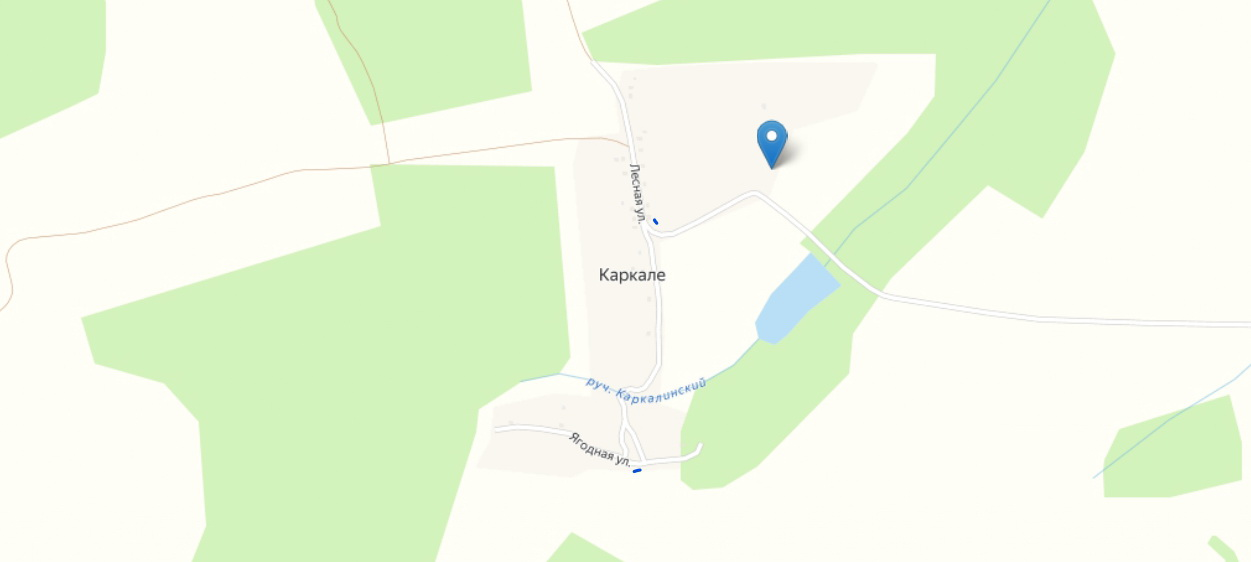 Лесная ул.
Каркале
руч. Каркалинский
Ягодная ул.